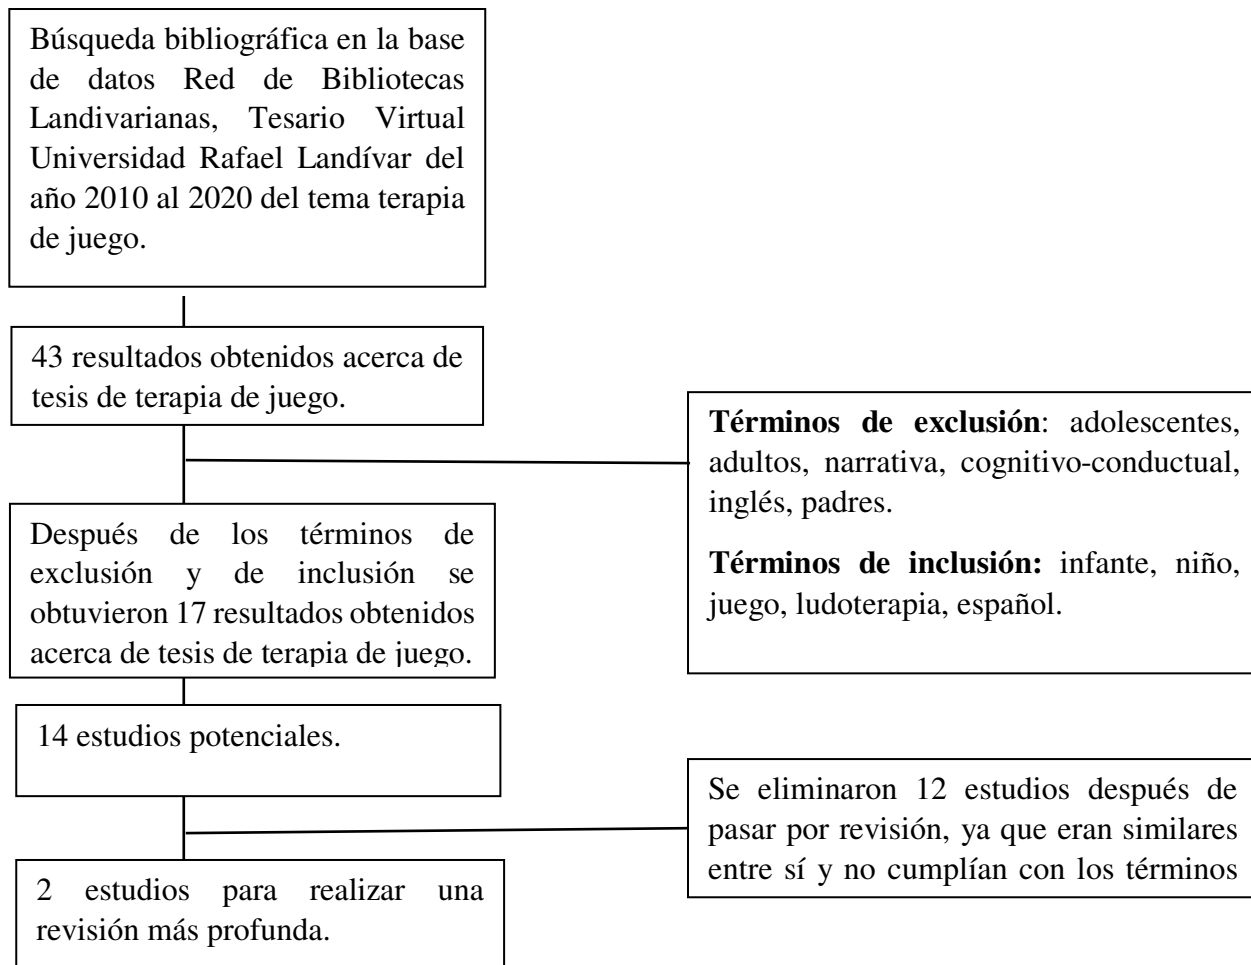 Búsqueda bibliográfica en la base
de datos Red de Bibliotecas
Landivarianas, Tesario Virtual
Universidad Rafael Landívar del
año 2010 al 2020 del tema terapia
de juego.
43 resultados obtenidos acerca de
tesis de terapia de juego.
Términos de exclusión: adolescentes,
adultos, narrativa, cognitivo-conductual,
inglés, padres.
Términos de inclusión: infante, niño,
juego, ludoterapia, español.
Después de los términos de
exclusión y de inclusión se
obtuvieron 17 resultados obtenidos
acerca de tesis de terapia de juego.
14 estudios potenciales.
Se eliminaron 12 estudios después de
pasar por revisión, ya que eran similares
entre sí y no cumplían con los términos
2 estudios para realizar una
revisión más profunda.